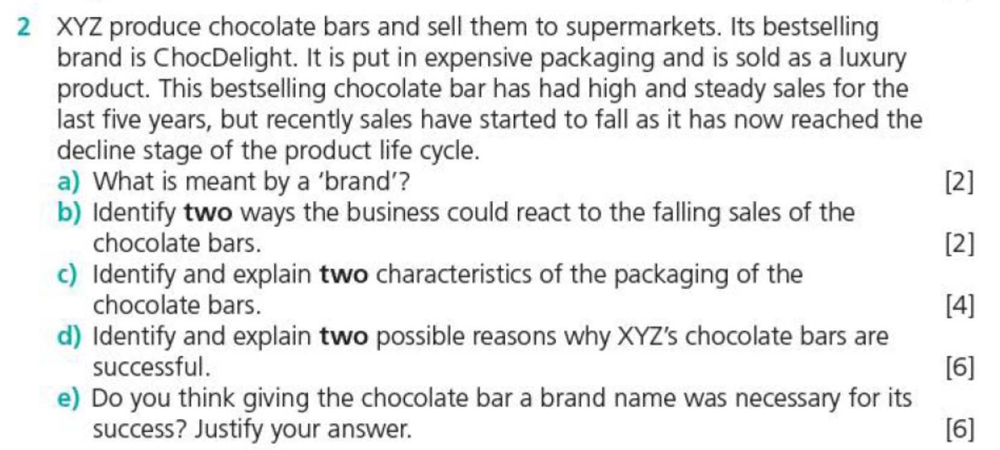 2 XYZ produce chocolate bars and sell them to supermarkets. Its bestselling
brand is ChocDelight. It is put in expensive packaging and is sold as a luxury
product. This bestselling chocolate bar has had high and steady sales for the
last five years, but recently sales have started to fall as it has now reached the
decline stage of the product life cycle.
a) What is meant by a ‘brand’? [2]
b) Identify two ways the business could react to the falling sales of the
chocolate bars. [2]
c) Identify and explain two characteristics of the packaging of the
chocolate bars. [4]
d) Identify and explain two possible reasons why XYZ’s chocolate bars are
successful. [6]
e) Do you think giving the chocolate bar a brand name was necessary for its
success? Justify your answer. [6]